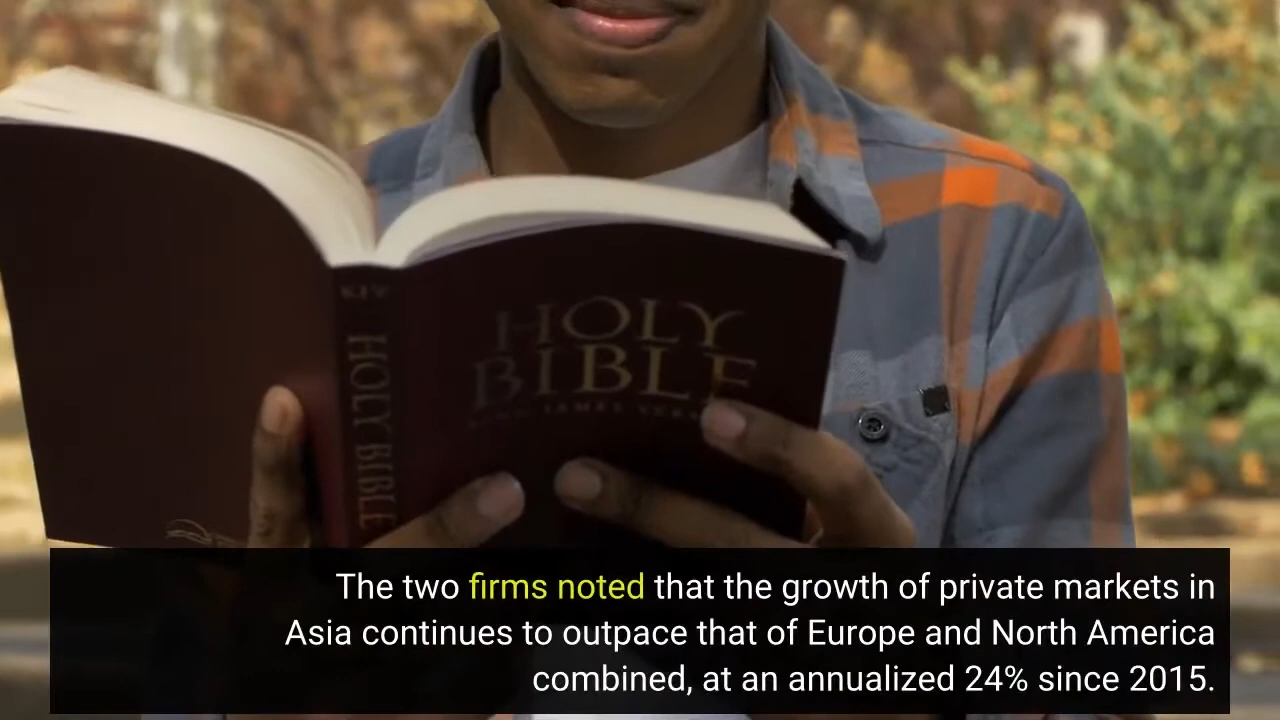 KJV
HOLY BIBLE
HOLY
BIBLE
The two firms noted that the growth of private markets in
Asia continues to outpace that of Europe and North America
combined, at an annualized 24% since 2015.